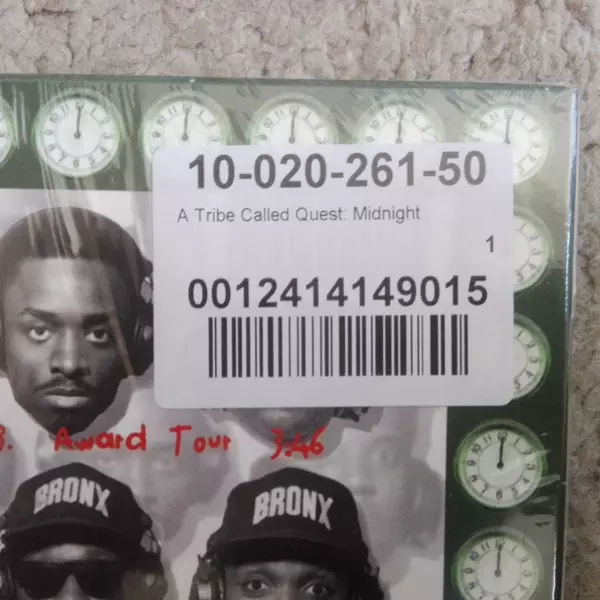 10-020-261-50
A Tribe Called Quest: Midnight
1
0012414149015
3. Award Tour 3.46
BRONX
BRONX